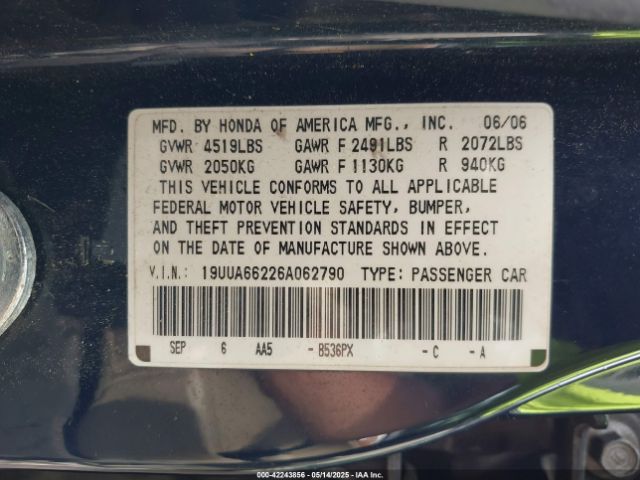 MFD. BY HONDA OF AMERICA MFG., INC. 06/06
GVWR 4519LBS GAWR F 2491LBS R 2072LBS
GVWR 2050KG GAWR F 1130KG R 940KG
THIS VEHICLE CONFORMS TO ALL APPLICABLE
FEDERAL MOTOR VEHICLE SAFETY, BUMPER,
AND THEFT PREVENTION STANDARDS IN EFFECT
ON THE DATE OF MANUFACTURE SHOWN ABOVE.
V.I.N.: 19UUA66226A062790 TYPE: PASSENGER CAR
SEP 6 AA5 - B536PX - C - A
000-42243856 - 05/14/2025 - IAA Inc.